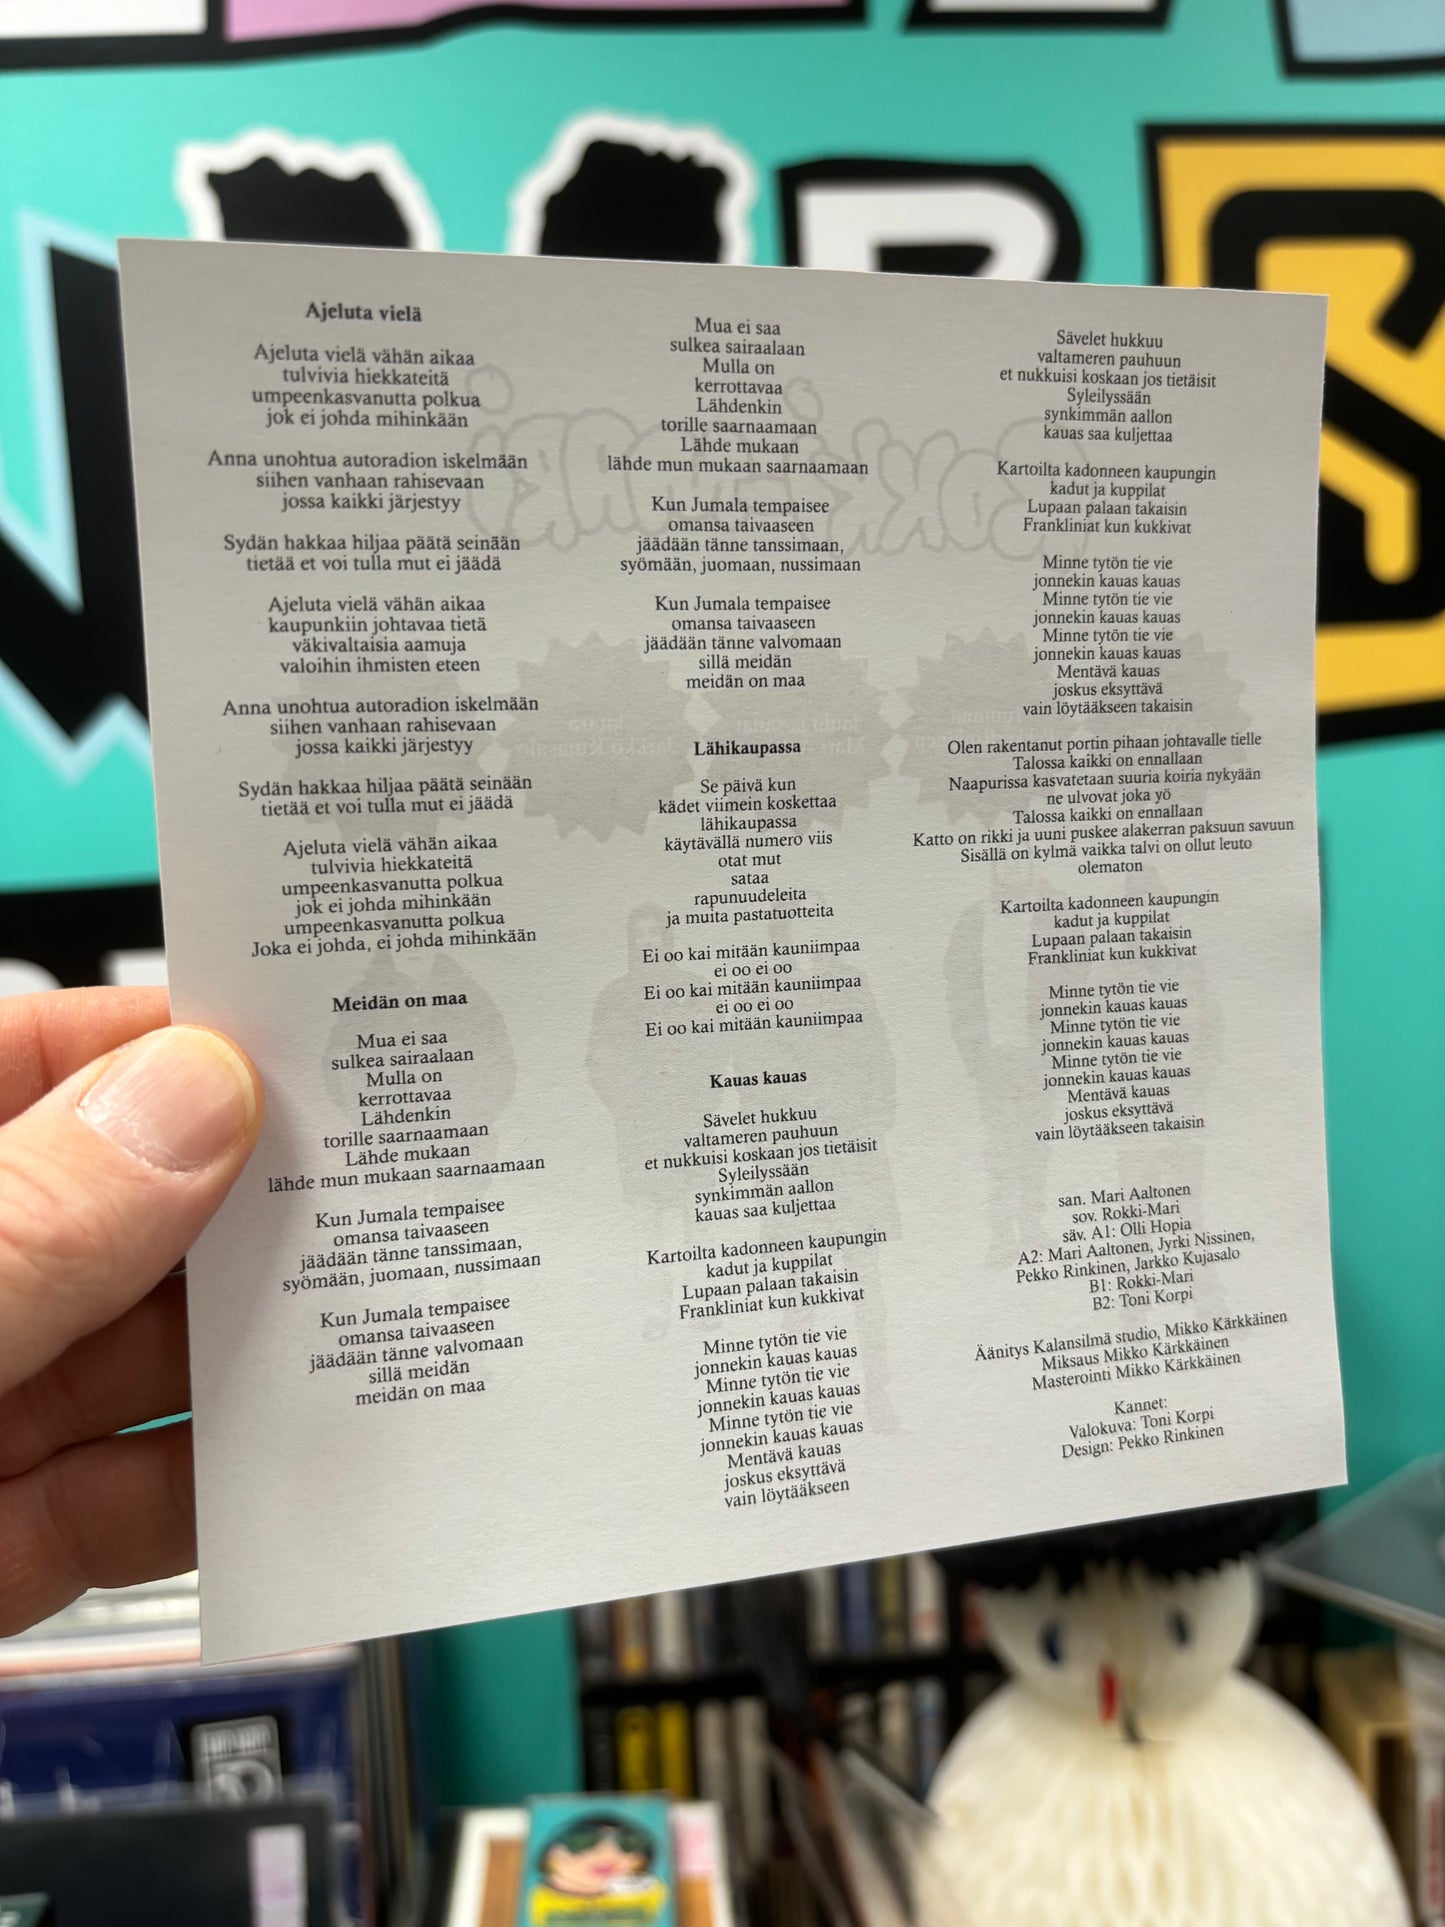 Ajeluta vielä
Ajeluta vielä vähän aikaa
tulvivia hiekkateitä
umpeenkasvanutta polkua
jok ei johda mihinkään
Anna unohtua autoradion iskelmään
siihen vanhaan rahisevaan
jossa kaikki järjestyy
Sydän hakkaa hiljaa päätä seinään
tietää et voi tulla mut ei jäädä
Ajeluta vielä vähän aikaa
kaupunkiin johtavaa tietä
väkivaltaisia aamuja
valoihin ihmisten eteen
Anna unohtua autoradion iskelmään
siihen vanhaan rahisevaan
jossa kaikki järjestyy
Sydän hakkaa hiljaa päätä seinään
tietää et voi tulla mut ei jäädä
Ajeluta vielä vähän aikaa
tulvivia hiekkateitä
umpeenkasvanutta polkua
jok ei johda mihinkään
umpeenkasvanutta polkua
Joka ei johda, ei johda mihinkään
Meidän on maa
Mua ei saa
sulkea sairaalaan
Mulla on
kerrottavaa
Lähdenkin
torille saarnaamaan
Lähde mukaan
lähde mun mukaan saarnaamaan
Kun Jumala tempaisee
omansa taivaaseen
jäädään tänne tanssimaan,
syömään, juomaan, nussimaan
Kun Jumala tempaisee
omansa taivaaseen
jäädään tänne valvomaan
sillä meidän
meidän on maa
Mua ei saa
sulkea sairaalaan
Mulla on
kerrottavaa
Lähdenkin
torille saarnaamaan
Lähde mukaan
lähde mun mukaan saarnaamaan
Kun Jumala tempaisee
omansa taivaaseen
jäädään tänne tanssimaan,
syömään, juomaan, nussimaan
Kun Jumala tempaisee
omansa taivaaseen
jäädään tänne valvomaan
sillä meidän
meidän on maa
Lähikaupassa
Se päivä kun
kädet viimein koskettaa
lähikaupassa
käytävällä numero viis
otat mut
sataa
rapunuudeleita
ja muita pastatuotteita
Ei oo kai mitään kauniimpaa
ei oo ei oo
Ei oo kai mitään kauniimpaa
ei oo ei oo
Ei oo kai mitään kauniimpaa
Kauas kauas
Sävelet hukkuu
valtameren pauhuun
et nukkuisi koskaan jos tietäisit
Syleilyssään
synkimmän aallon
kauas saa kuljettaa
Kartoilta kadonneen kaupungin
kadut ja kuppilat
Lupaan palaan takaisin
Frankliniat kun kukkivat
Minne tytön tie vie
jonnekin kauas kauas
Minne tytön tie vie
jonnekin kauas kauas
Minne tytön tie vie
jonnekin kauas kauas
Mentävä kauas
joskus eksyttävä
vain löytääkseen
Sävelet hukkuu
valtameren pauhuun
et nukkuisi koskaan jos tietäisit
Syleilyssään
synkimmän aallon
kauas saa kuljettaa
Kartoilta kadonneen kaupungin
kadut ja kuppilat
Lupaan palaan takaisin
Frankliniat kun kukkivat
Minne tytön tie vie
jonnekin kauas kauas
Minne tytön tie vie
jonnekin kauas kauas
Minne tytön tie vie
jonnekin kauas kauas
Mentävä kauas
joskus eksyttävä
vain löytääkseen takaisin
Olen rakentanut portin pihaan johtavalle tielle
Talossa kaikki on ennallaan
Naapurissa kasvatetaan suuria koiria nykyään
ne ulvovat joka yö
Talossa kaikki on ennallaan
Katto on rikki ja uuni puskee alakerran paksuun savuun
Sisällä on kylmä vaikka talvi on ollut leuto
olematon
Kartoilta kadonneen kaupungin
kadut ja kuppilat
Lupaan palaan takaisin
Frankliniat kun kukkivat
Minne tytön tie vie
jonnekin kauas kauas
Minne tytön tie vie
jonnekin kauas kauas
Minne tytön tie vie
jonnekin kauas kauas
Mentävä kauas
joskus eksyttävä
vain löytääkseen takaisin
san. Mari Aaltonen
sov. Rokki-Mari
säv. A1: Olli Hopia
A2: Mari Aaltonen, Jyrki Nissinen,
Pekko Rinkinen, Jarkko Kujasalo
B1: Rokki-Mari
B2: Toni Korpi
Äänitys Kalansilmä studio, Mikko Kärkkäinen
Miksaus Mikko Kärkkäinen
Masterointi Mikko Kärkkäinen
Kannet:
Valokuva: Toni Korpi
Design: Pekko Rinkinen